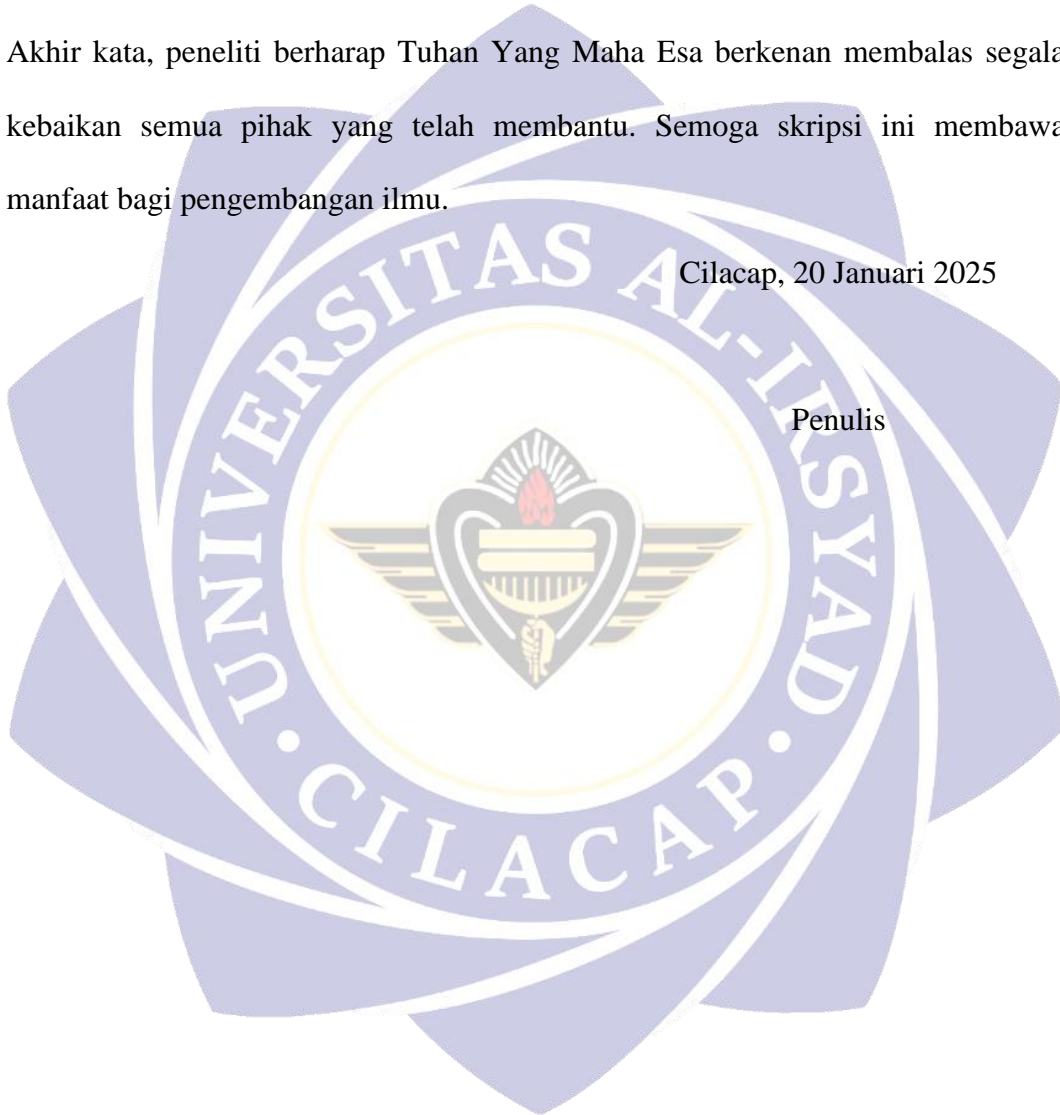 Akhir kata, peneliti berharap Tuhan Yang Maha Esa berkenan membalas segala
kebaikan semua pihak yang telah membantu. Semoga skripsi ini membawa
manfaat bagi pengembangan ilmu.
Cilacap, 20 Januari 2025
Penulis
UNIVERSITAS AL-IRSYAD
• CILACAP •